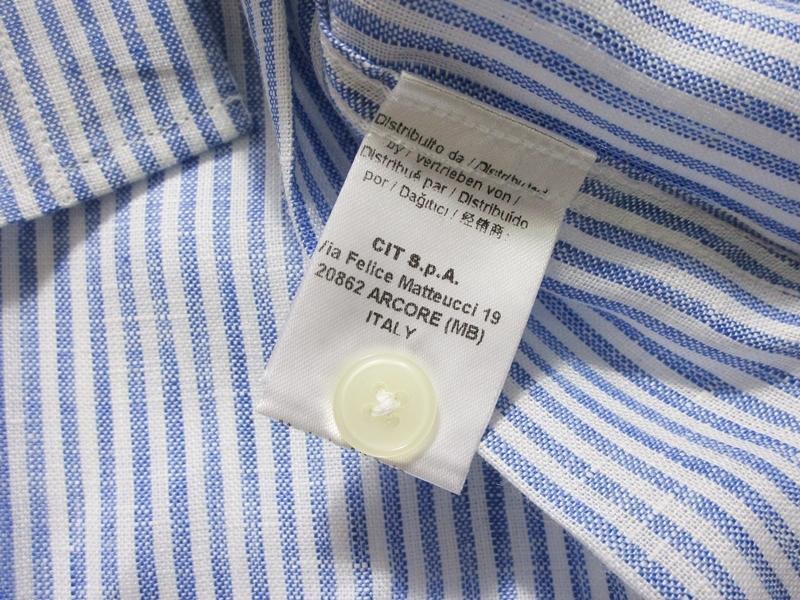 Distribuito da / Distributed
by / vertrieben von /
Distribué par / Distribuido
por / Dağıtıcı / 经销商:
CIT S.p.A.
Via Felice Matteucci 19
20862 ARCORE (MB)
ITALY